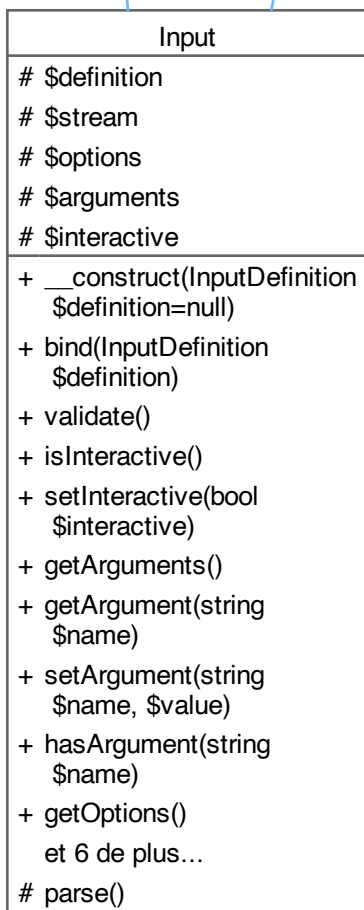 Input
# $definition
# $stream
# $options
# $arguments
# $interactive
+ __construct(InputDefinition
$definition=null)
+ bind(InputDefinition
$definition)
+ validate()
+ isInteractive()
+ setInteractive(bool
$interactive)
+ getArguments()
+ getArgument(string
$name)
+ setArgument(string
$name, $value)
+ hasArgument(string
$name)
+ getOptions()
et 6 de plus...
# parse()